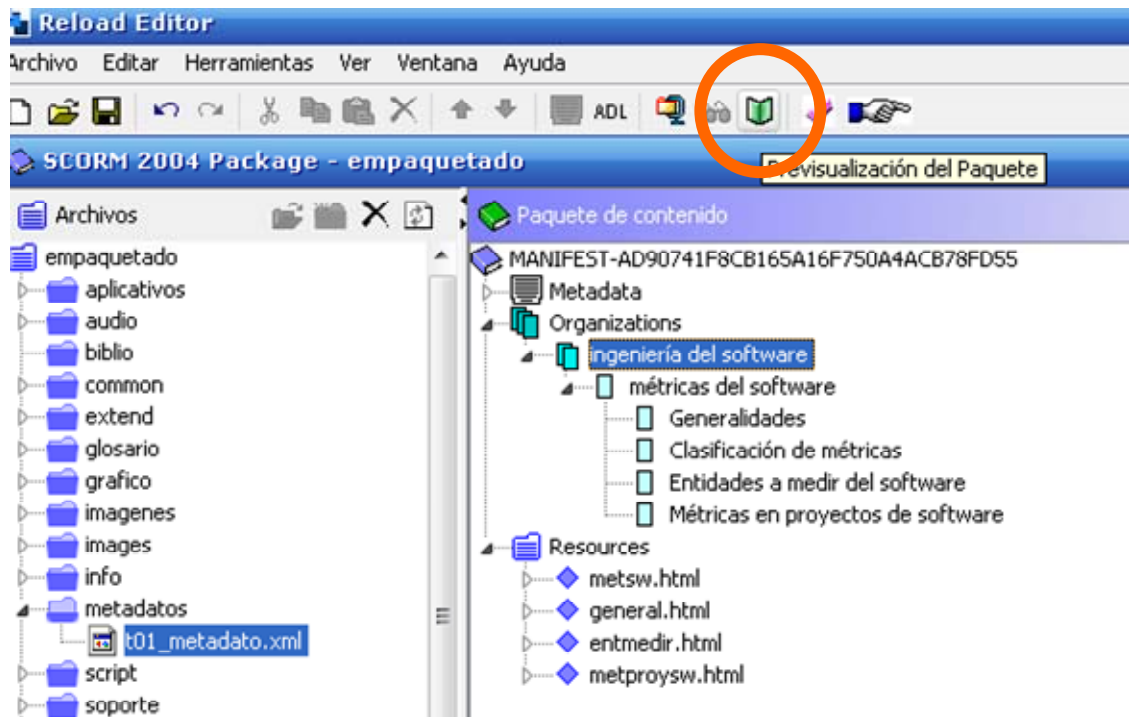 Reload Editor
Archivo Editar Herramientas Ver Ventana Ayuda
ADL
SCORM 2004 Package - empaquetado
Previsualización del Paquete
Archivos
empaquetado
aplicativos
audio
biblio
common
extend
glosario
grafico
imagenes
images
info
metadatos
t01_metadato.xml
script
soporte
Paquete de contenido
MANIFEST-AD90741F8CB165A16F750A4ACB78FD55
Metadata
Organizations
ingeniería del software
métricas del software
Generalidades
Clasificación de métricas
Entidades a medir del software
Métricas en proyectos de software
Resources
metsw.html
general.html
entmedir.html
metproysw.html